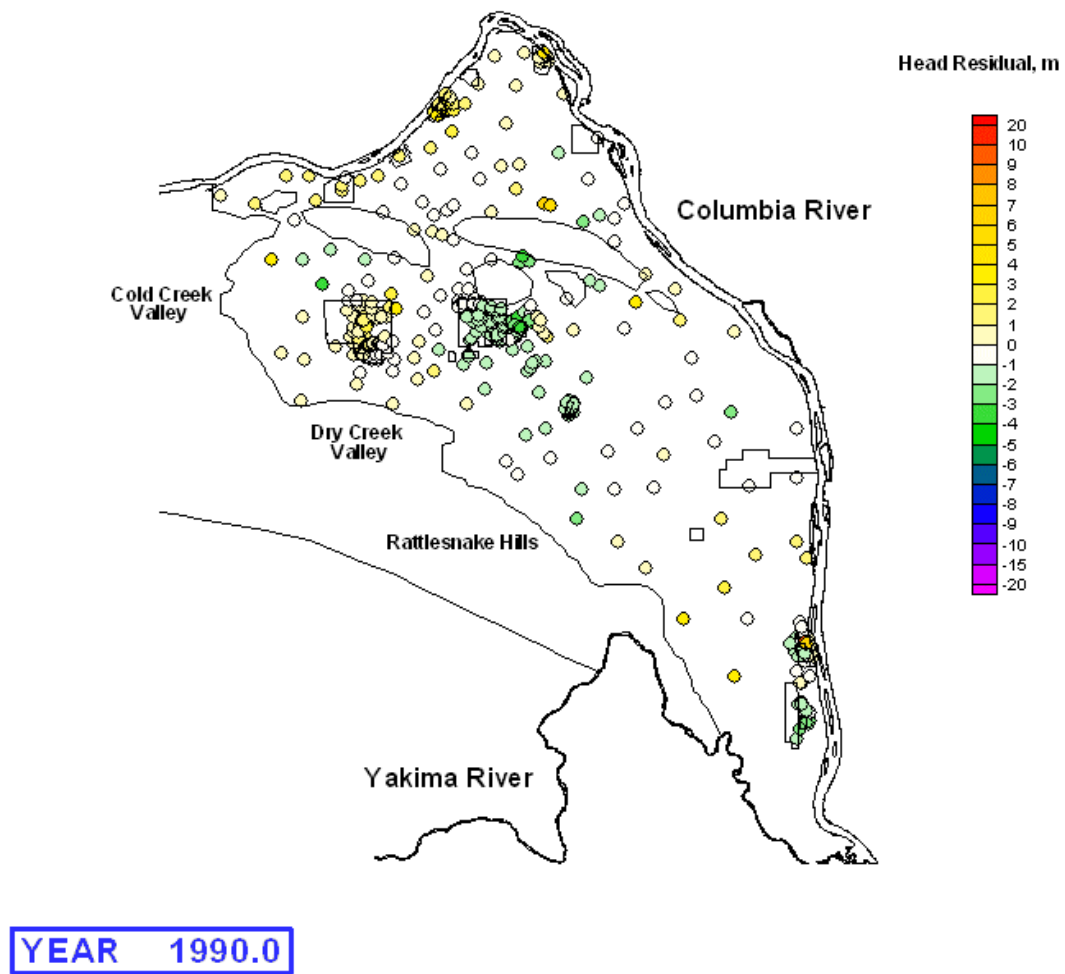 Head Residual, m
20
10
9
8
7
6
5
4
3
2
1
0
-1
-2
-3
-4
-5
-6
-7
-8
-9
-10
-15
-20
Columbia River
Cold Creek
Valley
Dry Creek
Valley
Rattlesnake Hills
Yakima River
YEAR 1990.0